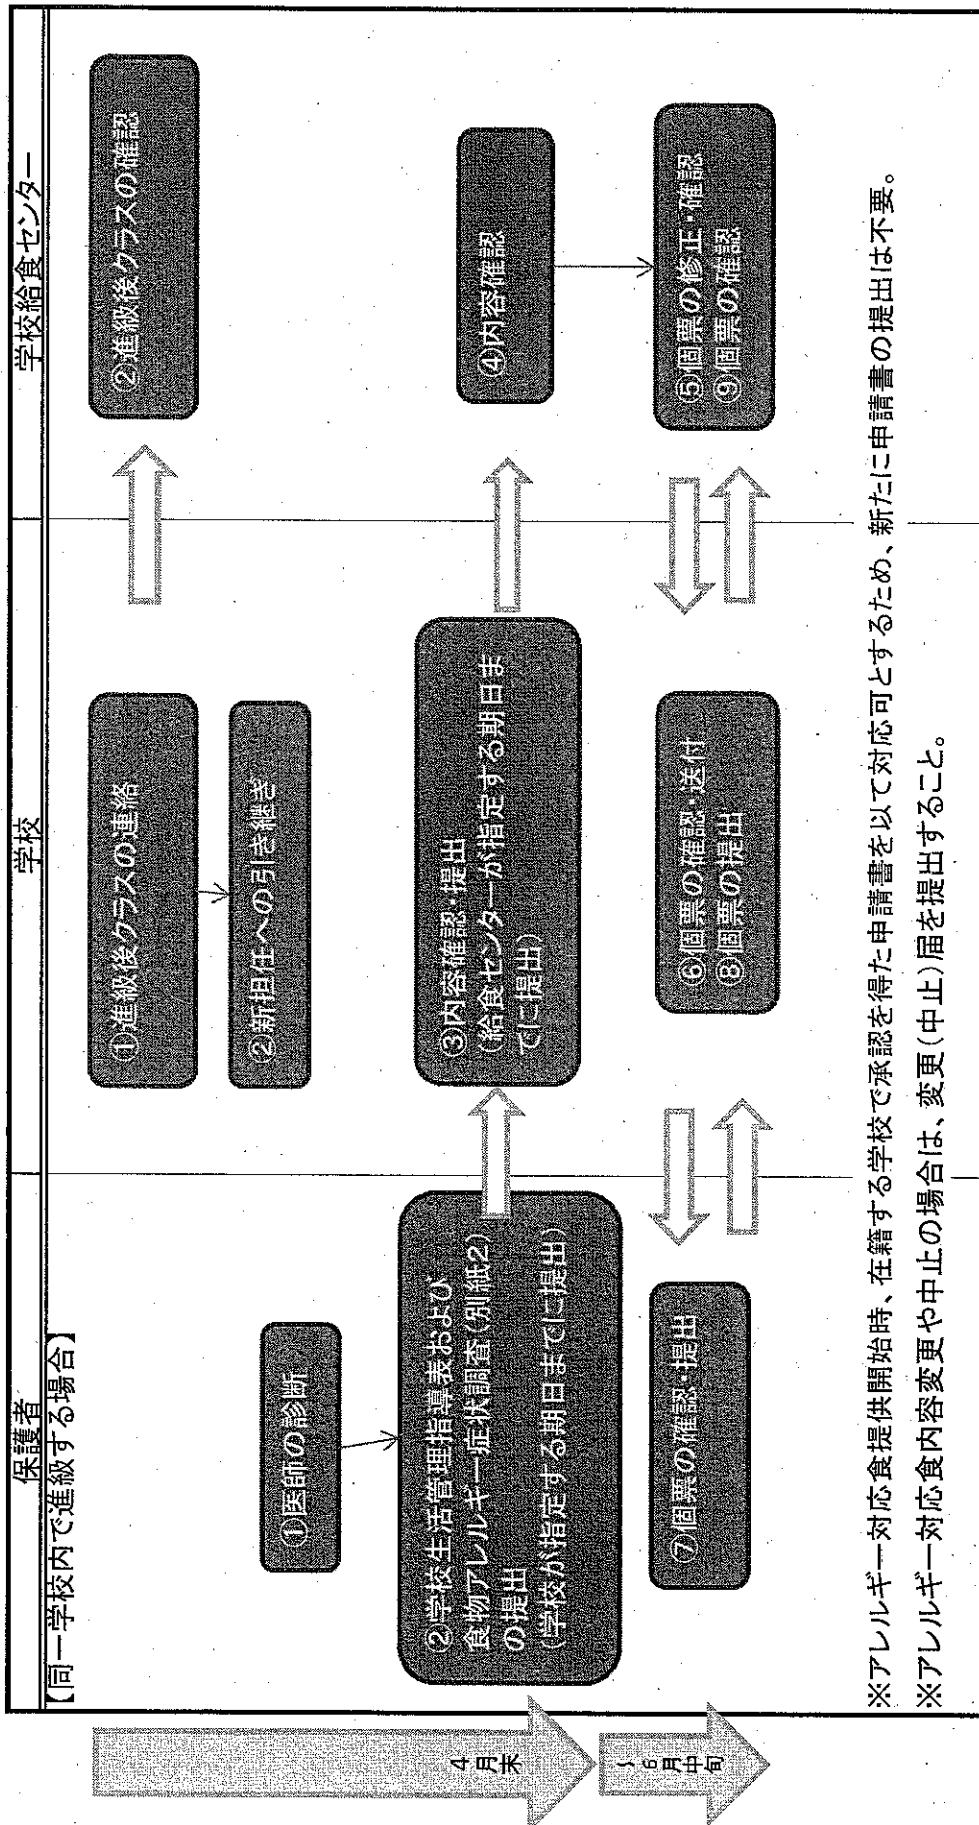 保護者
学校
学校給食センター
【同一学校内で進級する場合】
①進級後クラスの連絡
②進級後クラスの確認
②新担任への引き継ぎ
①医師の診断
②学校生活管理指導表および
食物アレルギー症状調査(別紙2)
の提出
(学校が指定する期日までに提出)
③内容確認・提出
(給食センターが指定する期日ま
でに提出)
④内容確認
4月末
⑦個票の確認・提出
⑥個票の確認・送付
⑧個票の提出
⑤個票の修正・確認
⑨個票の確認
~6月中旬
※アレルギー対応食提供開始時、在籍する学校で承認を得た申請書を以て対応可とするため、新たに申請書の提出は不要。
※アレルギー対応食内容変更や中止の場合は、変更(中止)届を提出すること。